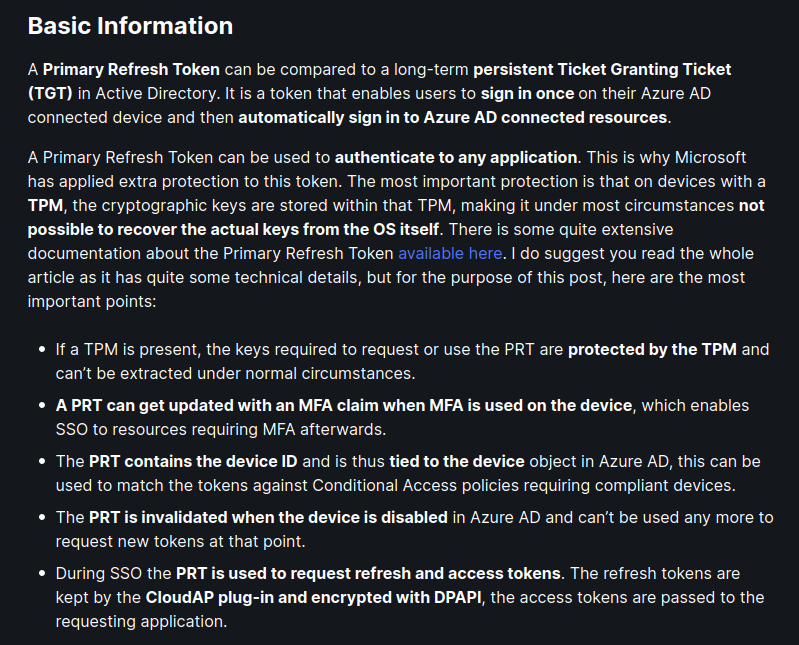 Basic Information
A Primary Refresh Token can be compared to a long-term persistent Ticket Granting Ticket
(TGT) in Active Directory. It is a token that enables users to sign in once on their Azure AD
connected device and then automatically sign in to Azure AD connected resources.
A Primary Refresh Token can be used to authenticate to any application. This is why Microsoft
has applied extra protection to this token. The most important protection is that on devices with a
TPM, the cryptographic keys are stored within that TPM, making it under most circumstances not
possible to recover the actual keys from the OS itself. There is some quite extensive
documentation about the Primary Refresh Token available here. I do suggest you read the whole
article as it has quite some technical details, but for the purpose of this post, here are the most
important points:
• If a TPM is present, the keys required to request or use the PRT are protected by the TPM and
can’t be extracted under normal circumstances.
• A PRT can get updated with an MFA claim when MFA is used on the device, which enables
SSO to resources requiring MFA afterwards.
• The PRT contains the device ID and is thus tied to the device object in Azure AD, this can be
used to match the tokens against Conditional Access policies requiring compliant devices.
• The PRT is invalidated when the device is disabled in Azure AD and can’t be used any more to
request new tokens at that point.
• During SSO the PRT is used to request refresh and access tokens. The refresh tokens are
kept by the CloudAP plug-in and encrypted with DPAPI, the access tokens are passed to the
requesting application.